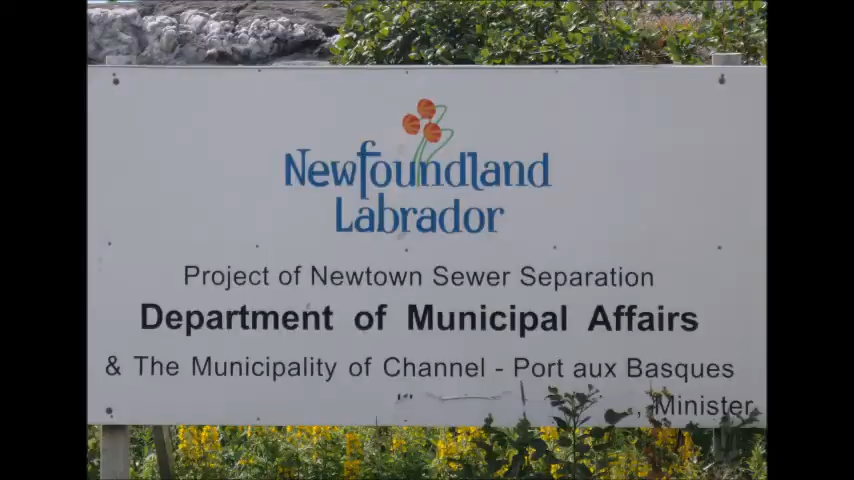 Newfoundland
Labrador
Project of Newtown Sewer Separation
Department of Municipal Affairs
& The Municipality of Channel - Port aux Basques
, Minister